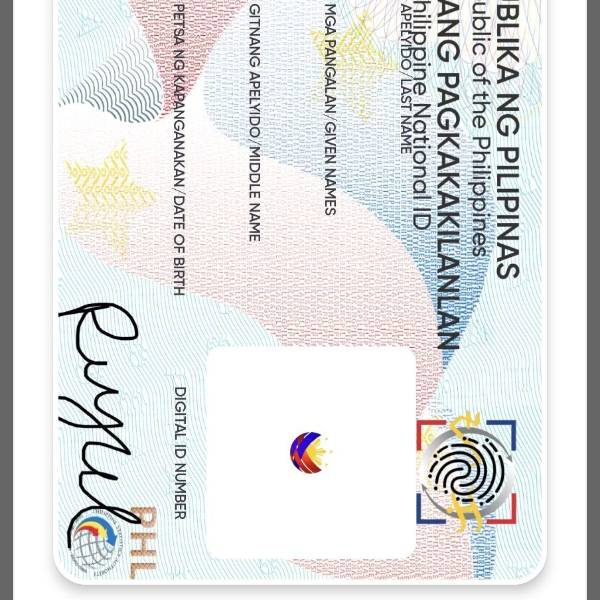 UBLIKA NG PILIPINAS
ublic of the Philippines
ANG PAGKAKAKILANLAN
hilippine National ID
APELYIDO/LAST NAME
MGA PANGALAN/GIVEN NAMES
GITNANG APELYIDO/MIDDLE NAME
PETSA NG KAPANGANAKAN/DATE OF BIRTH
DIGITAL ID NUMBER
PHL